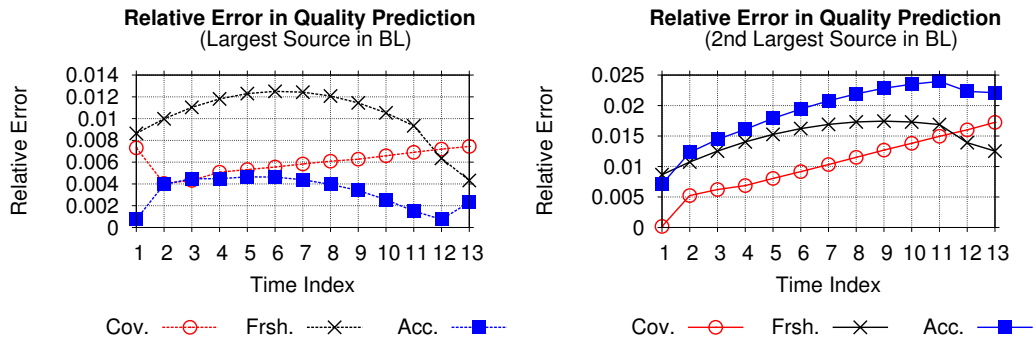 Relative Error in Quality Prediction
(Largest Source in BL)
0.014
0.012
0.01
0.008
0.006
0.004
0.002
0
Relative Error
1 2 3 4 5 6 7 8 9 10 11 12 13
Time Index
Cov. Frsh. Acc.
Relative Error in Quality Prediction
(2nd Largest Source in BL)
0.025
0.02
0.015
0.01
0.005
0
Relative Error
1 2 3 4 5 6 7 8 9 10 11 12 13
Time Index
Cov. Frsh. Acc.